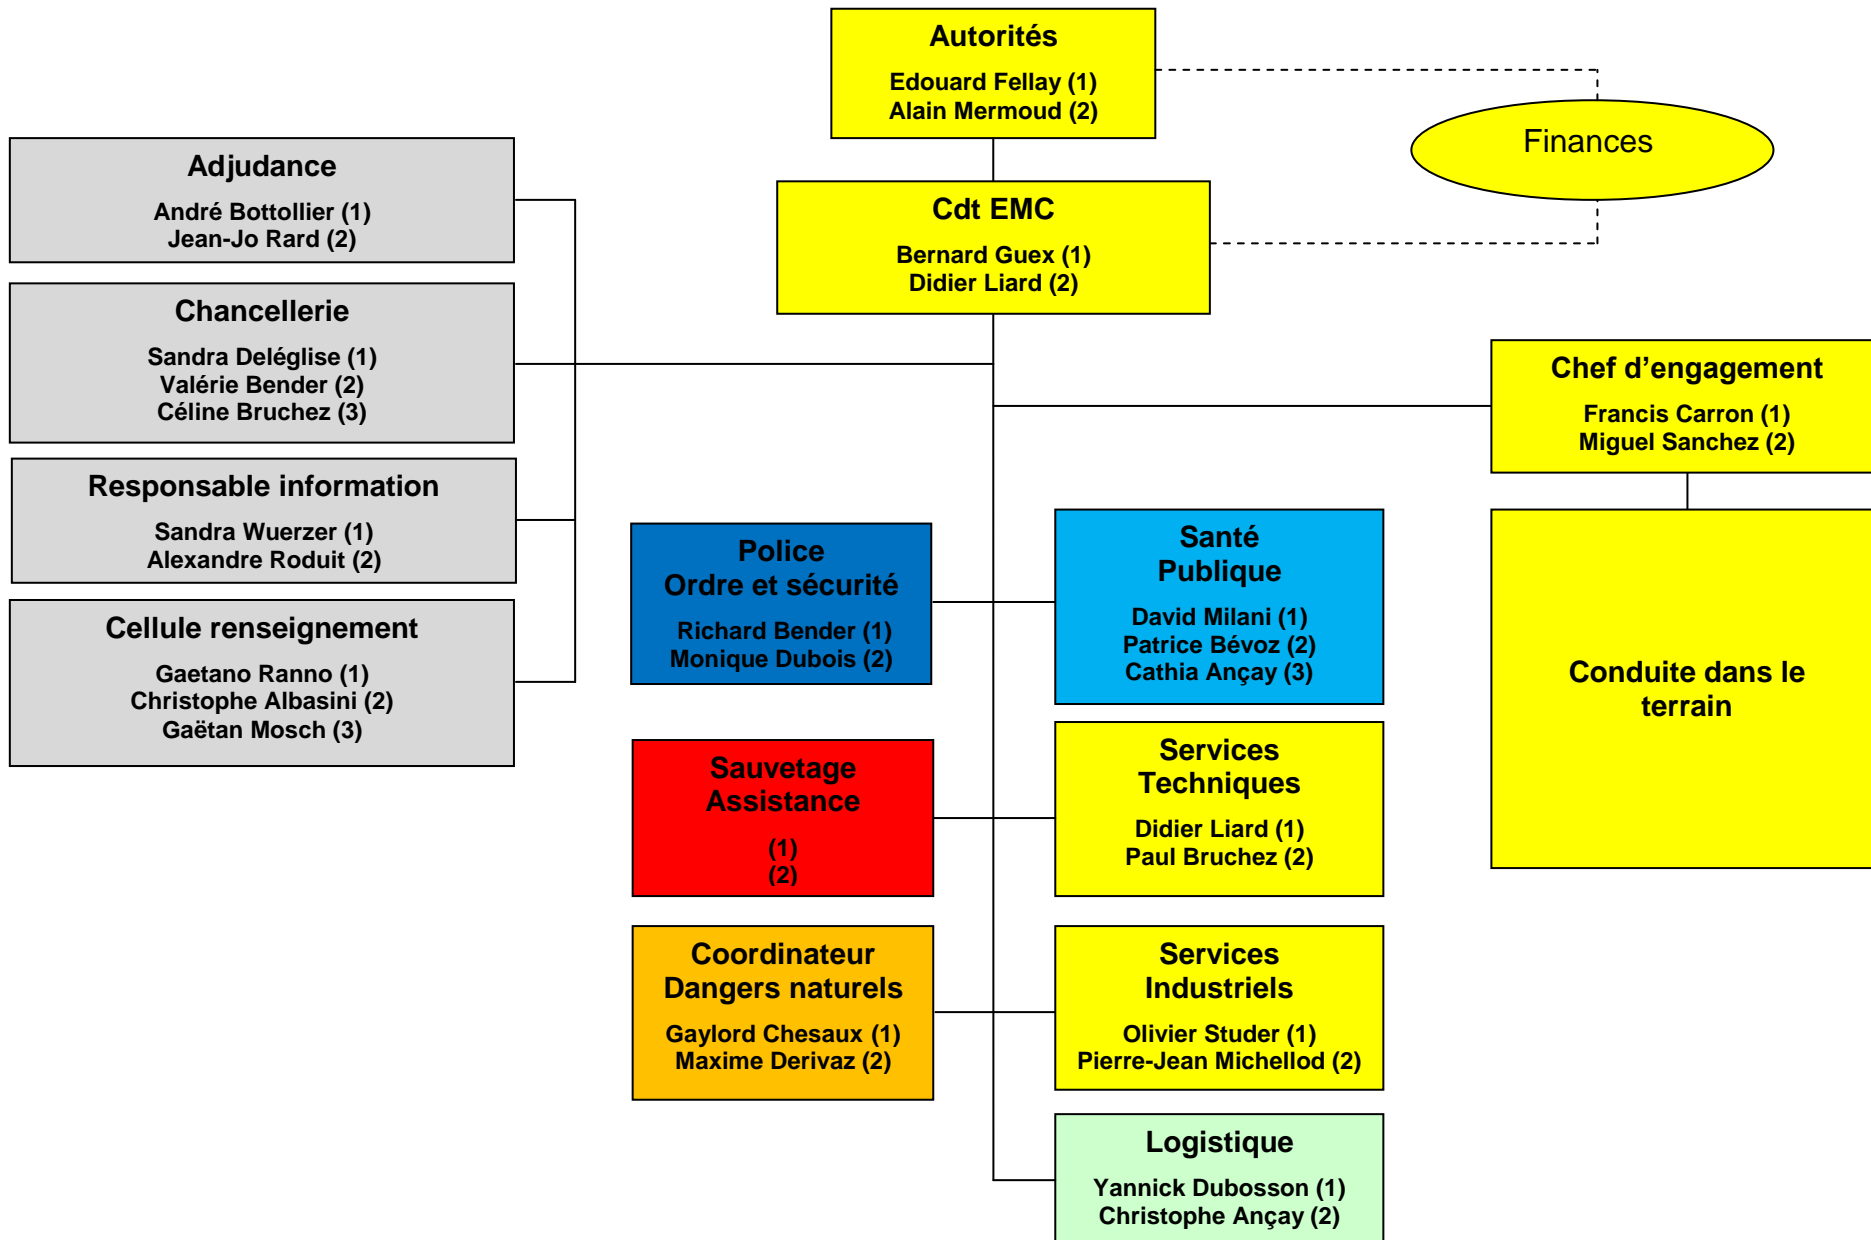 Autorités
Edouard Fellay (1)
Alain Mermoud (2)
Finances
Cdt EMC
Bernard Guex (1)
Didier Liard (2)
Adjudance
André Bottollier (1)
Jean-Jo Rard (2)
Chancellerie
Sandra Deléglise (1)
Valérie Bender (2)
Céline Bruchez (3)
Responsable information
Sandra Wuerzer (1)
Alexandre Roduit (2)
Cellule renseignement
Gaetano Ranno (1)
Christophe Albasini (2)
Gaëtan Mosch (3)
Chef d’engagement
Francis Carron (1)
Miguel Sanchez (2)
Conduite dans le
terrain
Police
Ordre et sécurité
Richard Bender (1)
Monique Dubois (2)
Santé
Publique
David Milani (1)
Patrice Bévoz (2)
Cathia Ançay (3)
Sauvetage
Assistance
(1)
(2)
Services
Techniques
Didier Liard (1)
Paul Bruchez (2)
Coordinateur
Dangers naturels
Gaylord Chesaux (1)
Maxime Derivaz (2)
Services
Industriels
Olivier Studer (1)
Pierre-Jean Michellod (2)
Logistique
Yannick Dubosson (1)
Christophe Ançay (2)